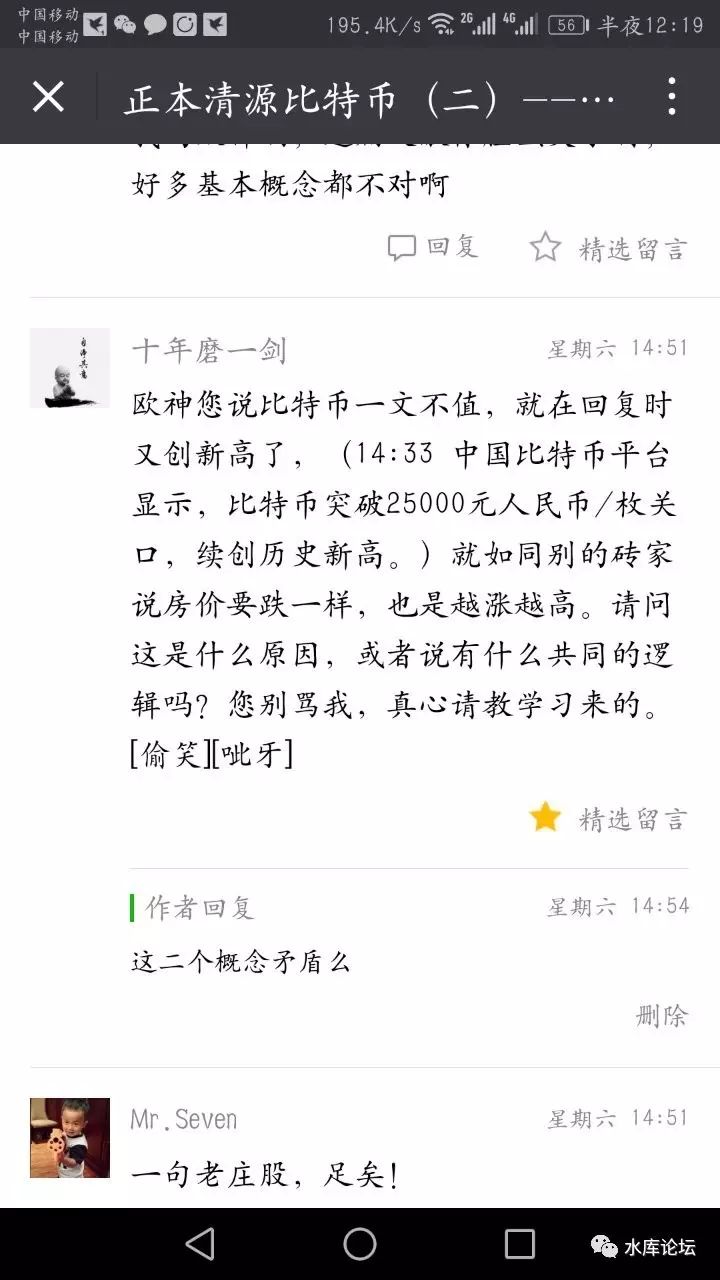 中国移动
中国移动
195.4K/s 2G 4G 56 半夜12:19
正本清源比特币（二）——…
好多基本概念都不对啊
回复 精选留言
十年磨一剑 星期六 14:51
欧神您说比特币一文不值，就在回复时
又创新高了，（14:33 中国比特币平台
显示，比特币突破25000元人民币/枚关
口，续创历史新高。）就如同别的砖家
说房价要跌一样，也是越涨越高。请问
这是什么原因，或者说有什么共同的逻
辑吗？您别骂我，真心请教学习来的。
[偷笑][呲牙]
精选留言
作者回复 星期六 14:54
这二个概念矛盾么
删除
Mr.Seven 星期六 14:51
一句老庄股，足矣！
水库论坛